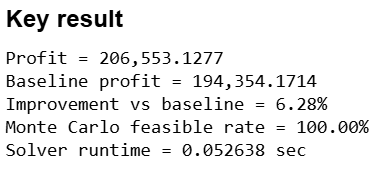 Key result
Profit = 206,553.1277
Baseline profit = 194,354.1714
Improvement vs baseline = 6.28%
Monte Carlo feasible rate = 100.00%
Solver runtime = 0.052638 sec